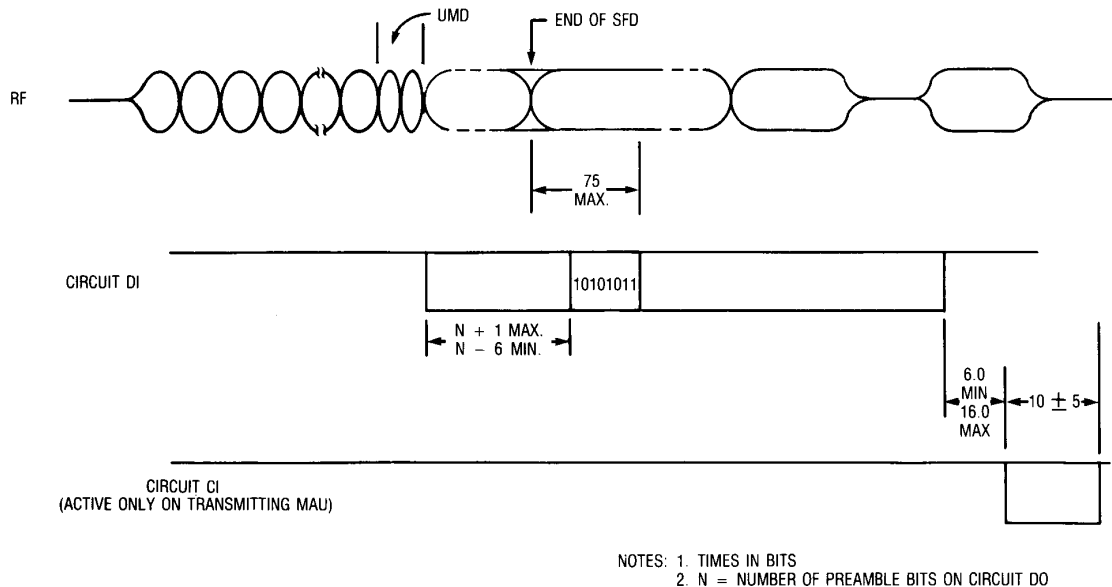 UMD
END OF SFD
RF
75
MAX.
CIRCUIT DI
10101011
N + 1 MAX.
N − 6 MIN.
6.0
MIN
16.0
MAX
10 ± 5
CIRCUIT CI
(ACTIVE ONLY ON TRANSMITTING MAU)
NOTES: 1. TIMES IN BITS
2. N = NUMBER OF PREAMBLE BITS ON CIRCUIT DO